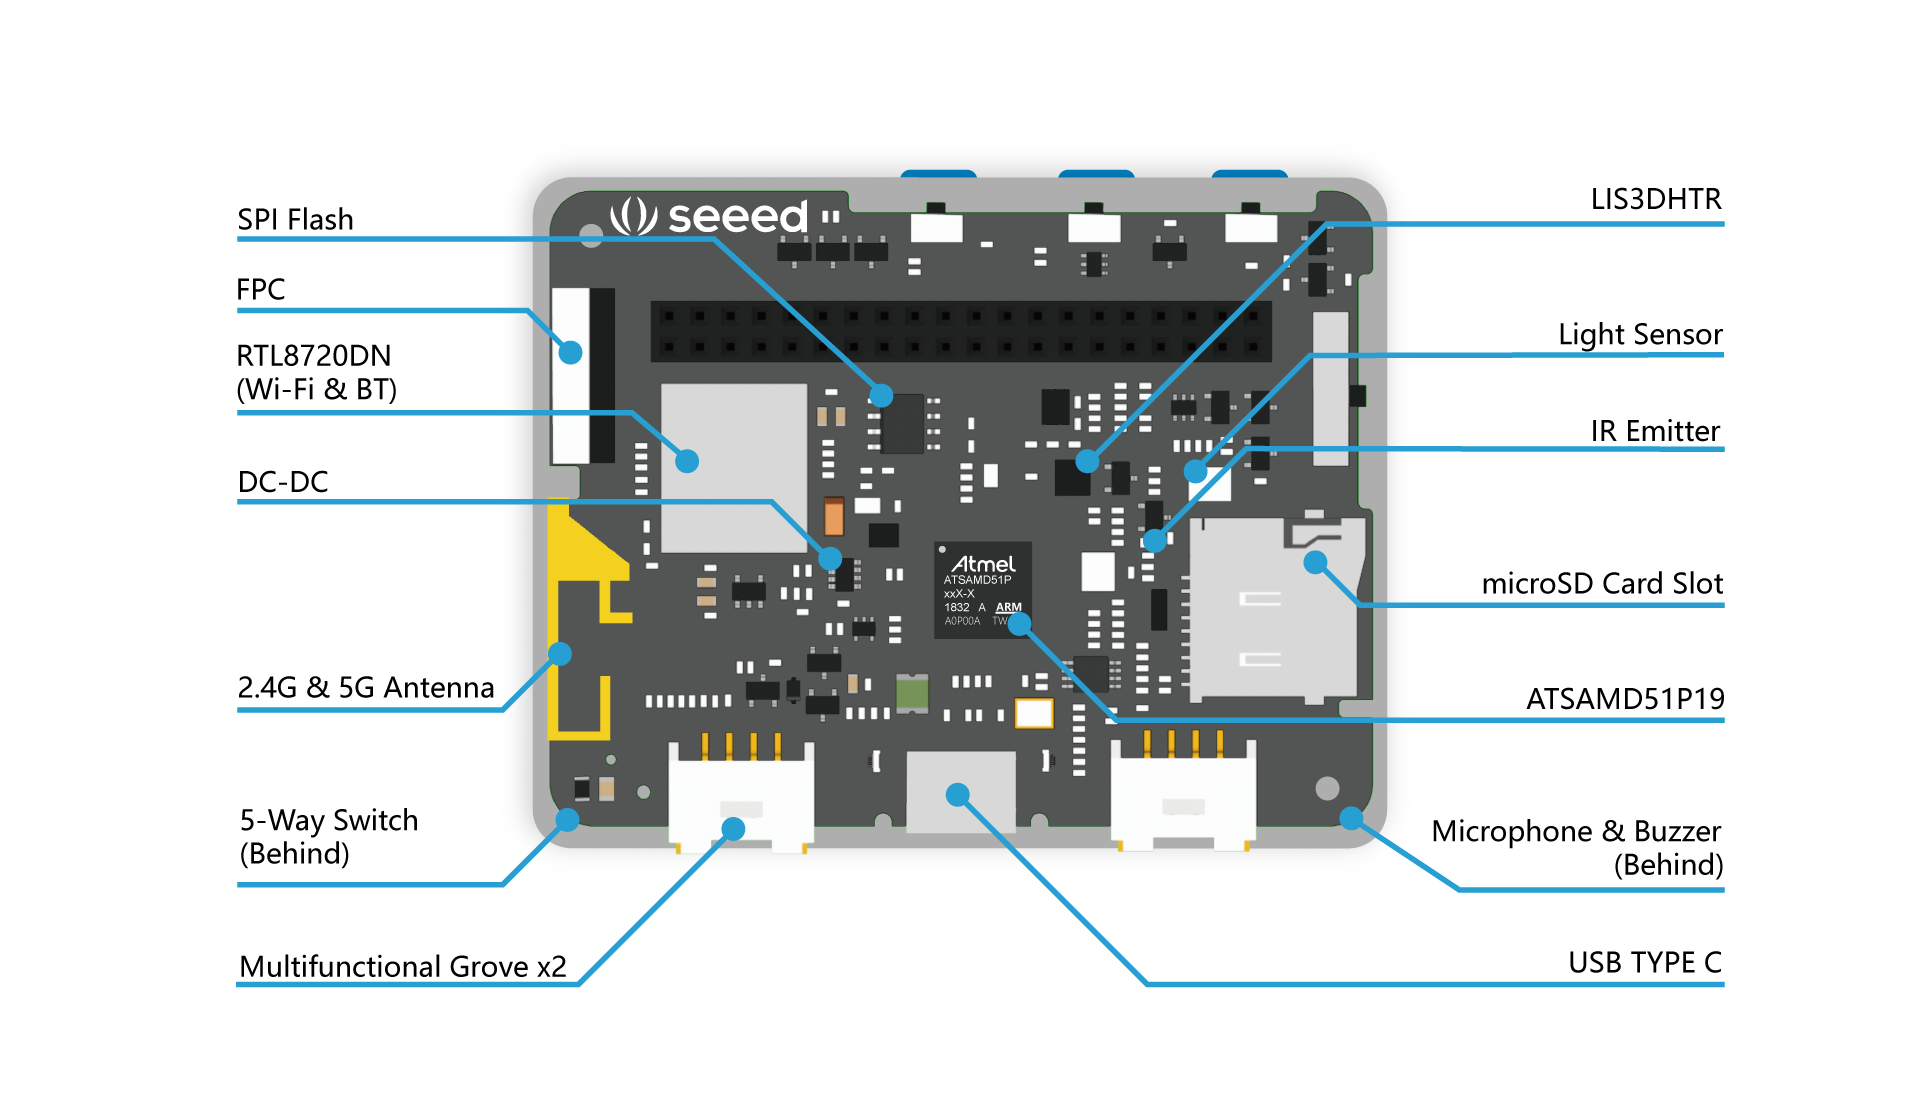 seeed
SPI Flash
FPC
RTL8720DN
(Wi-Fi & BT)
DC-DC
2.4G & 5G Antenna
5-Way Switch
(Behind)
Multifunctional Grove x2
Atmel
ATSAMD51P
xxX-X
1832 A ARM
A0P00A TW
LIS3DHTR
Light Sensor
IR Emitter
microSD Card Slot
ATSAMD51P19
Microphone & Buzzer
(Behind)
USB TYPE C